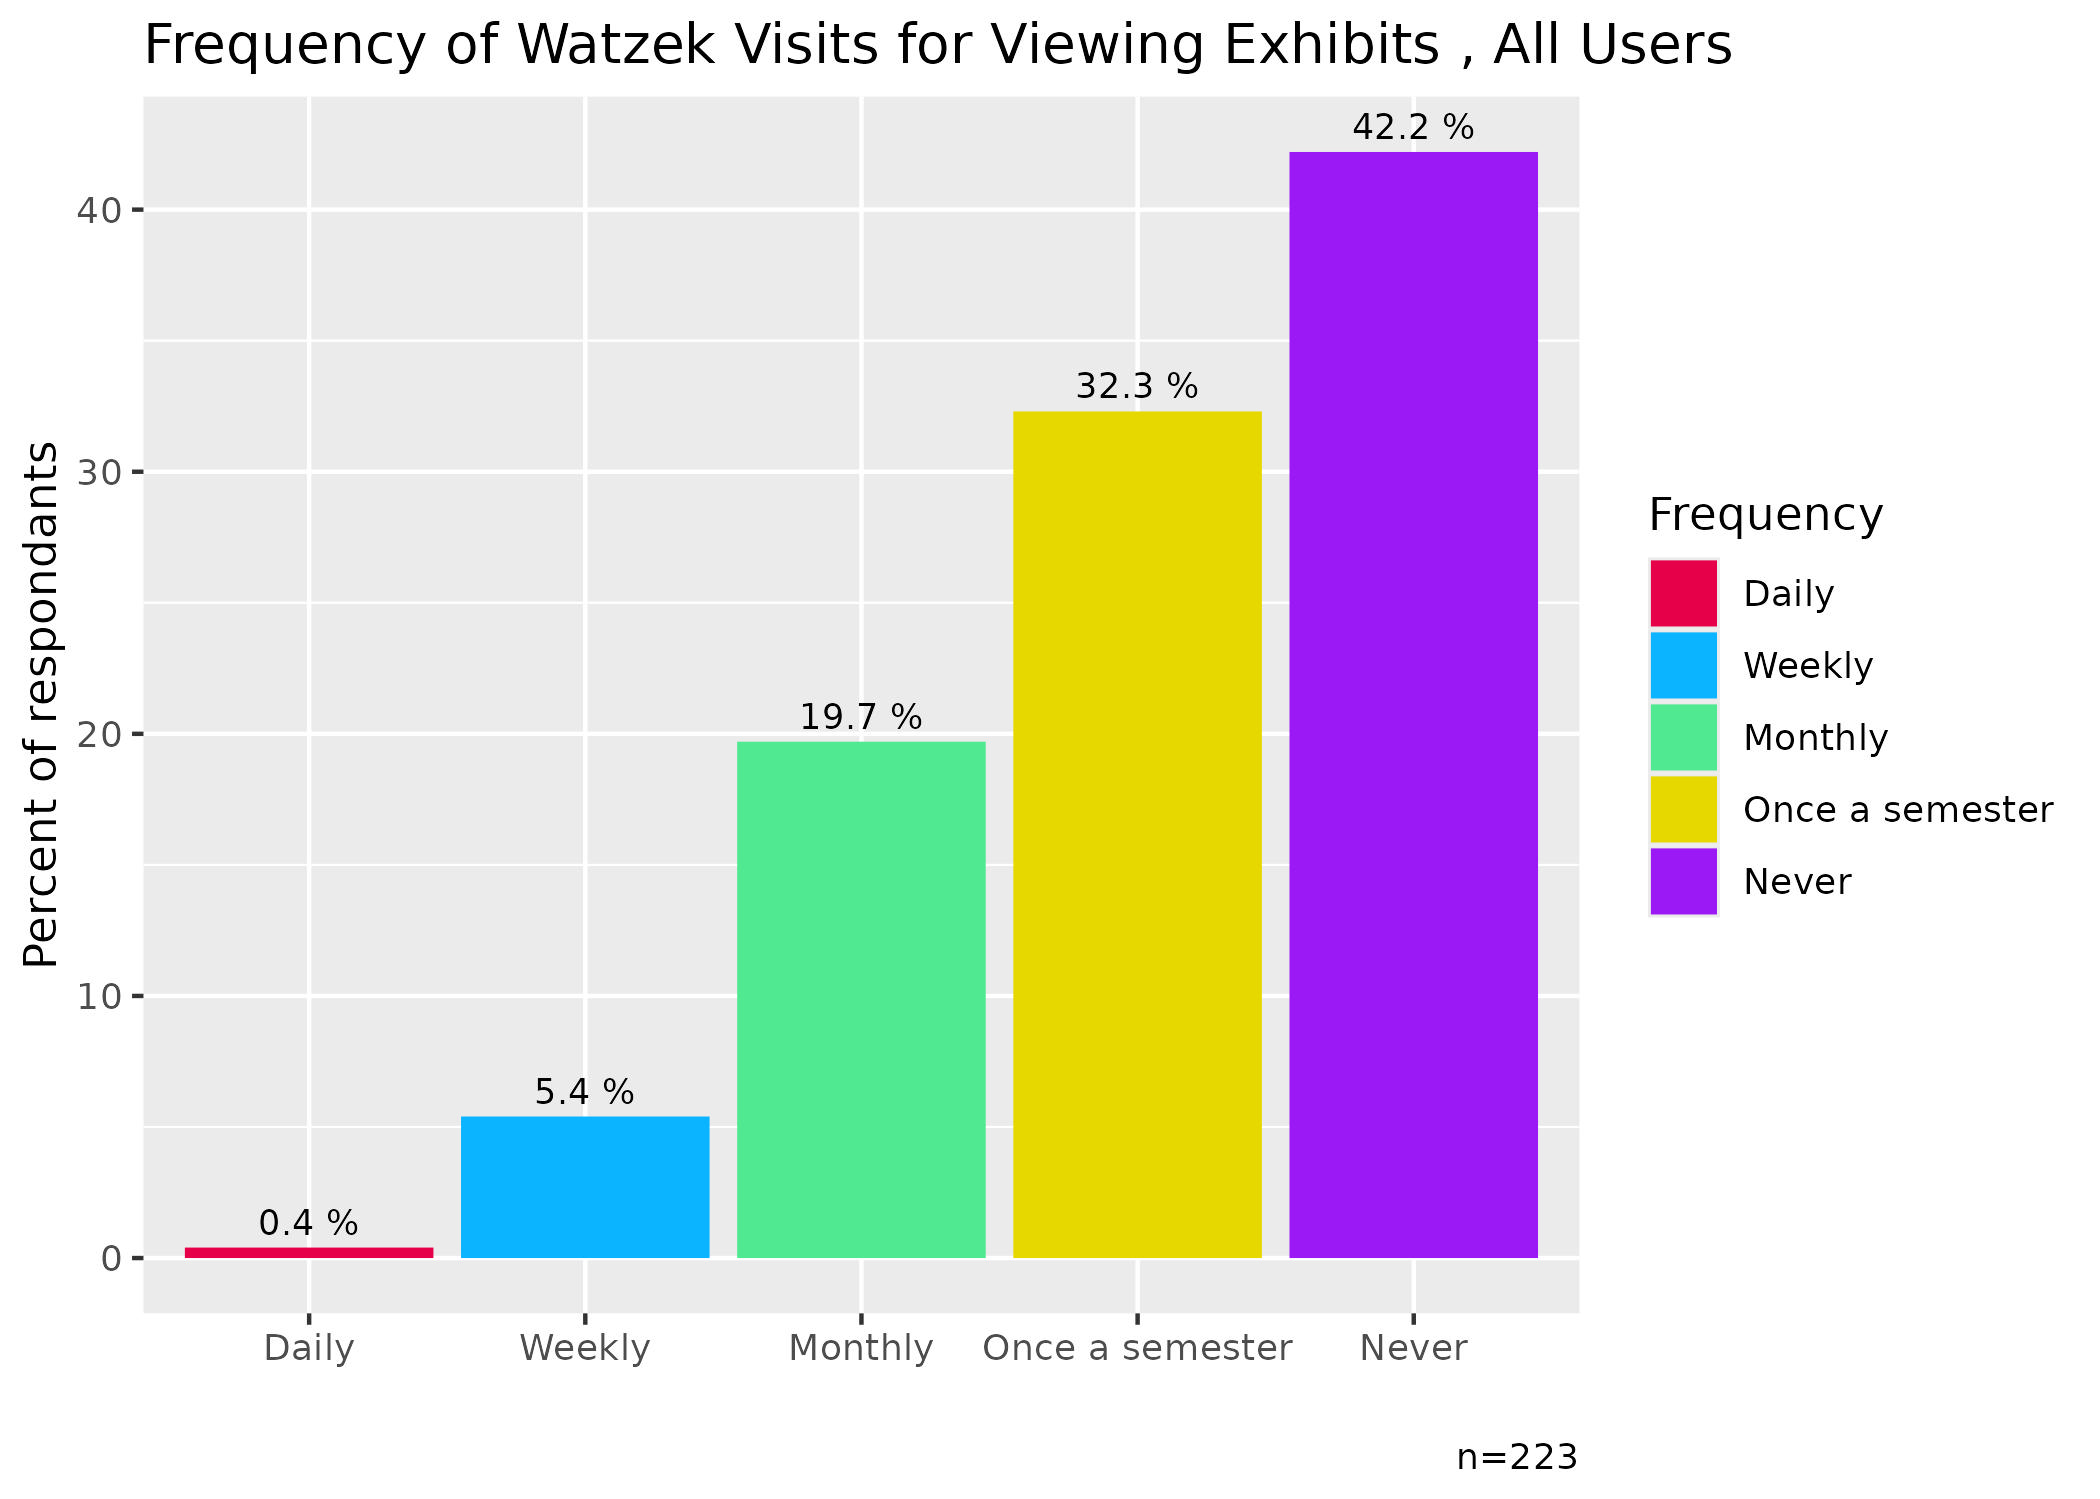 Frequency of Watzek Visits for Viewing Exhibits , All Users
Percent of respondants
40
30
20
10
0
0.4 %
5.4 %
19.7 %
32.3 %
42.2 %
Daily
Weekly
Monthly
Once a semester
Never
Frequency
Daily
Weekly
Monthly
Once a semester
Never
n=223